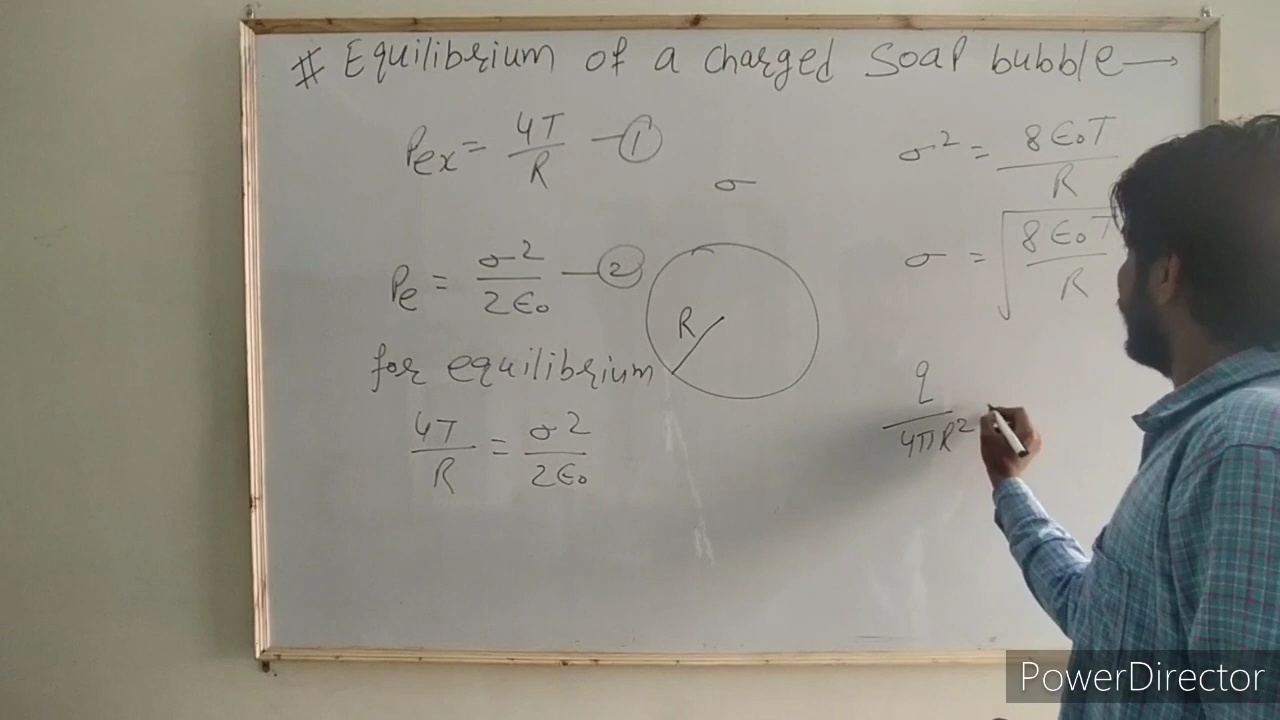 # Equilibrium of a charged Soap bubble →
Pex = 4T/R — ①
σ
Pe = σ²/2ϵ₀ — ②
R
for equilibrium
4T/R = σ²/2ϵ₀
σ² = 8ϵ₀T/R
σ = √(8ϵ₀T/R)
q/4πR²
PowerDirector